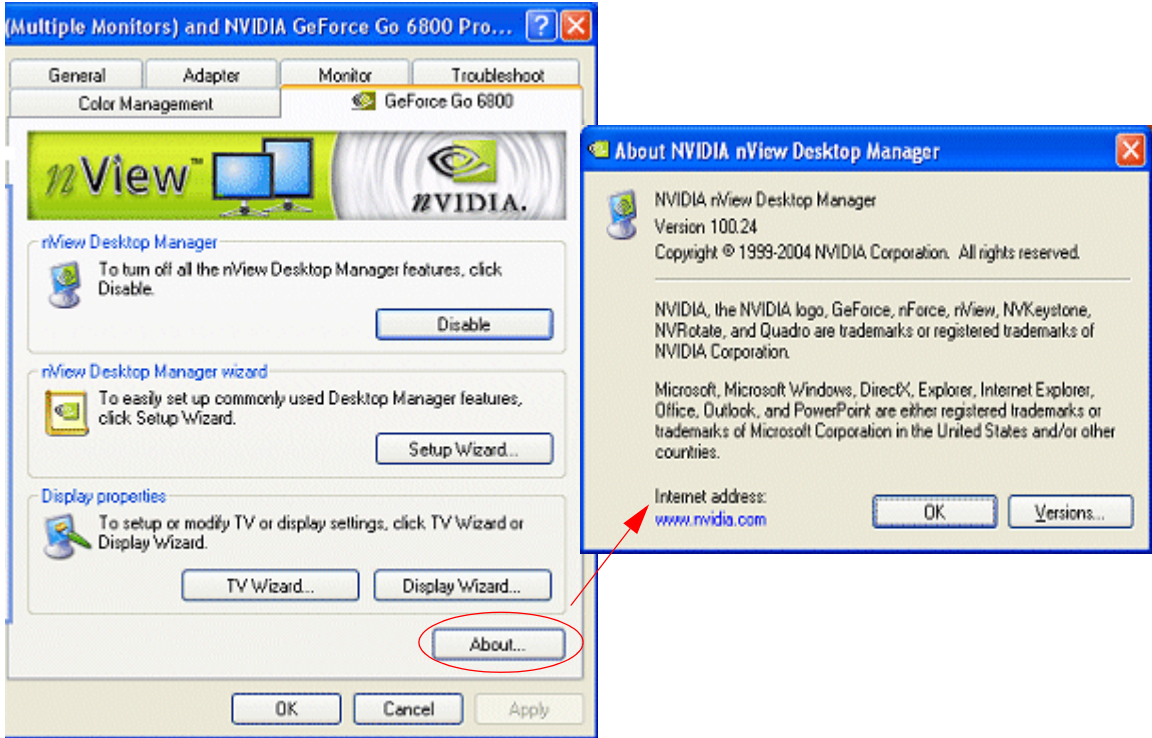 (Multiple Monitors) and NVIDIA GeForce Go 6800 Pro...
General
Adapter
Monitor
Troubleshoot
Color Management
GeForce Go 6800
nView™
nVIDIA.
nView Desktop Manager
To turn off all the nView Desktop Manager features, click
Disable.
Disable
nView Desktop Manager wizard
To easily set up commonly used Desktop Manager features,
click Setup Wizard.
Setup Wizard...
Display properties
To setup or modify TV or display settings, click TV Wizard or
Display Wizard.
TV Wizard...
Display Wizard...
About...
OK
Cancel
Apply
About NVIDIA nView Desktop Manager
NVIDIA nView Desktop Manager
Version 100.24
Copyright © 1999-2004 NVIDIA Corporation. All rights reserved.
NVIDIA, the NVIDIA logo, GeForce, nForce, nView, NVKeystone,
NVRotate, and Quadro are trademarks or registered trademarks of
NVIDIA Corporation.
Microsoft, Microsoft Windows, DirectX, Explorer, Internet Explorer,
Office, Outlook, and PowerPoint are either registered trademarks or
trademarks of Microsoft Corporation in the United States and/or other
countries.
Internet address:
www.nvidia.com
OK
Versions...